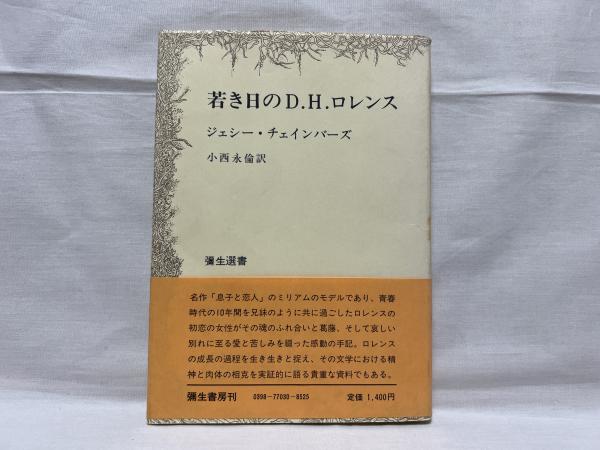 若き日のD.H.ロレンス
ジェシー・チェインバーズ
小西永倫訳
彌生選書
名作「息子と恋人」のミリアムのモデルであり、青春
時代の10年間を兄妹のように共に過ごしたロレンスの
初恋の女性がその魂のふれ合いと葛藤、そして哀しい
別れに至る愛と苦しみを綴った感動の手記。ロレンス
の成長の過程を生き生きと捉え、その文学における精
神と肉体の相克を実証的に語る貴重な資料でもある。
彌生書房刊 0398-77030-8525 定価 1,400円